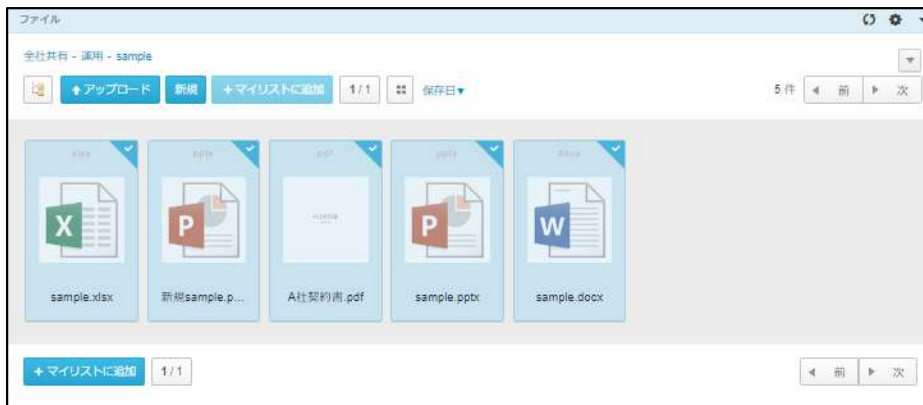 ファイル
全社共有 - 運用 - sample
アップロード 新規 +マイリストに追加 1/1 保存日▼ 5 件 前 次
xlsx pptx pdf pptx docx
X P P W
sample.xlsx 新規sample.p... A社契約書.pdf sample.pptx sample.docx
+マイリストに追加 1/1 前 次